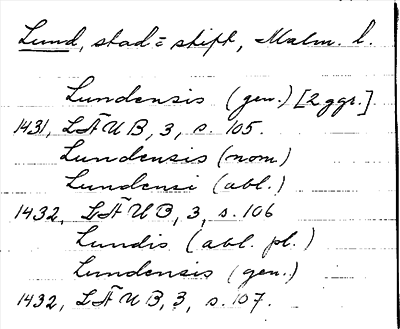 Lund, stad = stift, Malm. l.
Lundensis (gen.) [2 ggr.]
1431, LÄUB, 3, s. 105.
Lundensis (nom)
Lundensi (abl.)
1432, LÄUB, 3, s. 106
Lundis (abl. pl.)
Lundensis (gen.)
1432, LÄUB, 3, s. 107.